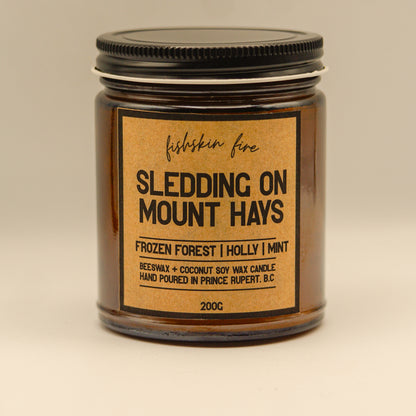 fishskin fire
SLEDDING ON
MOUNT HAYS
FROZEN FOREST | HOLLY | MINT
BEESWAX + COCONUT SOY WAX CANDLE
HAND POURED IN PRINCE RUPERT, B.C
200G